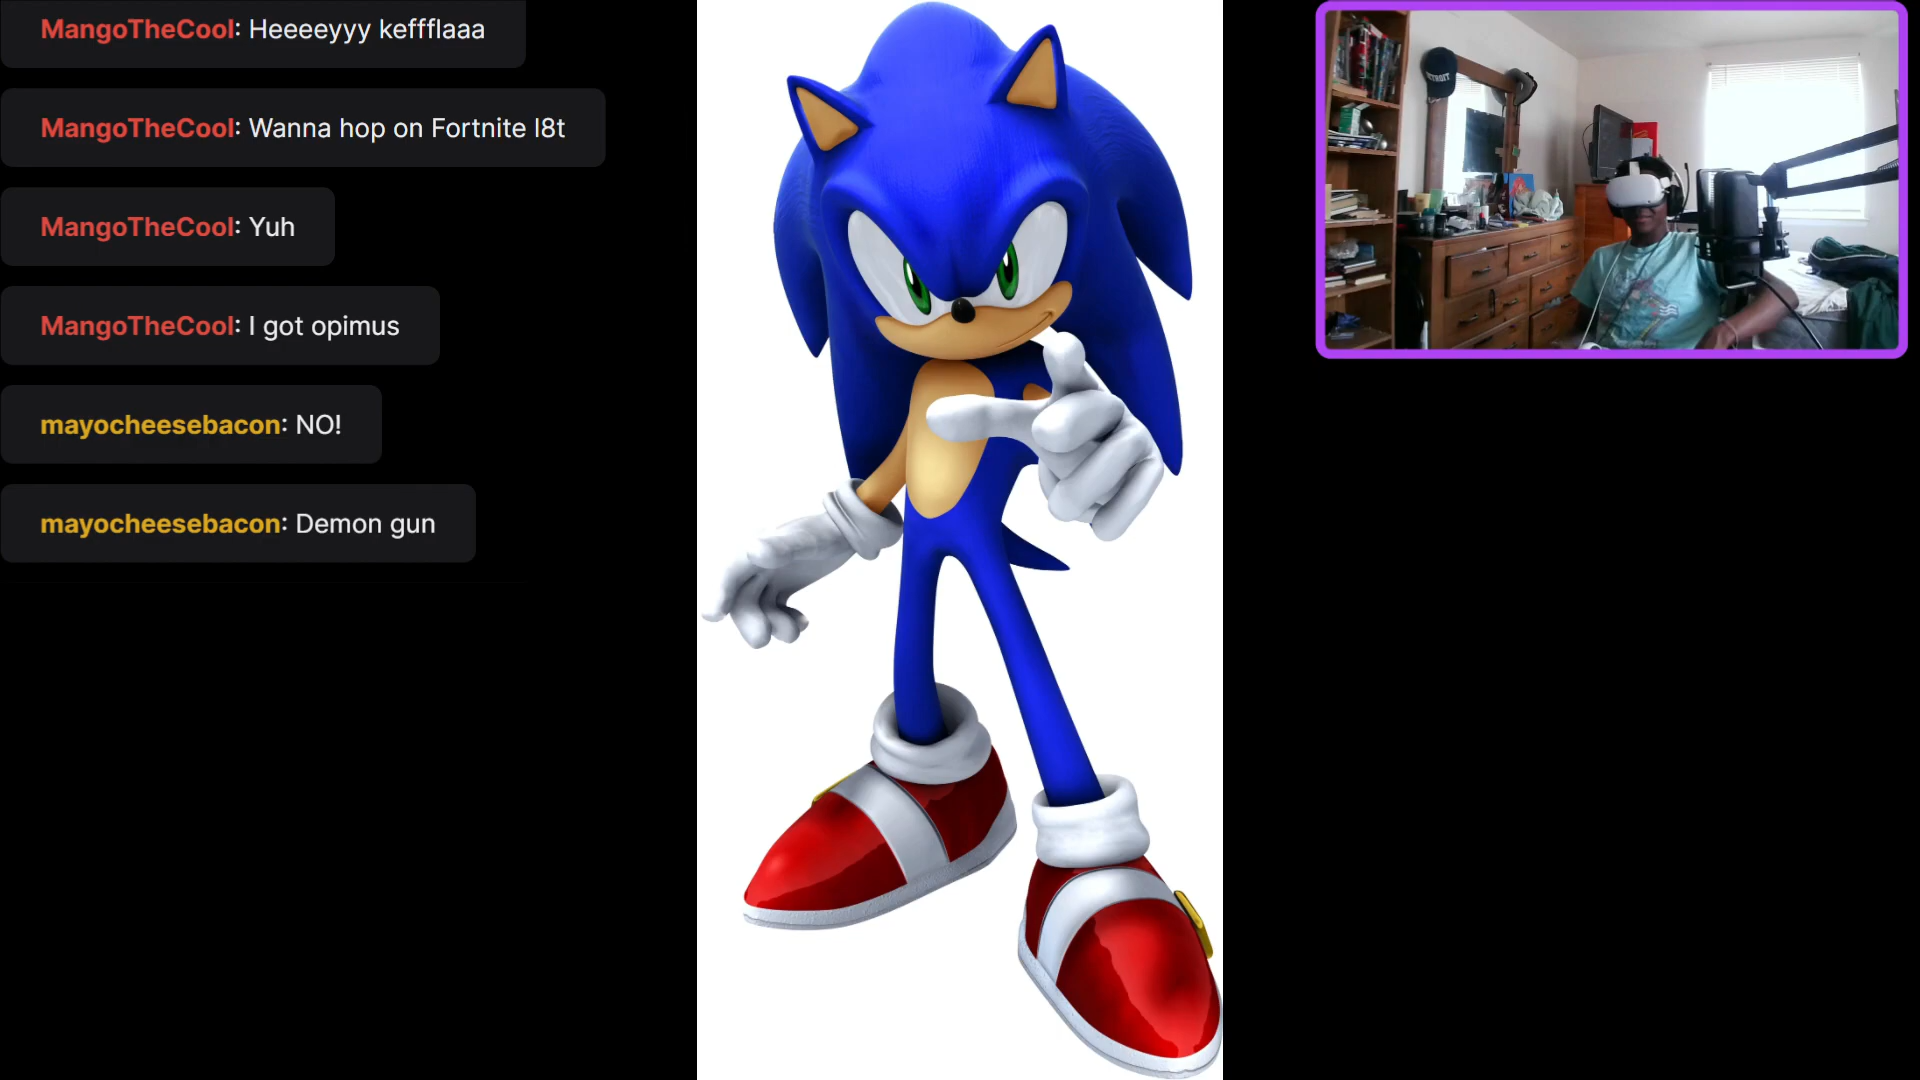 MangoTheCool: Heeeeyyy keffflaaa
MangoTheCool: Wanna hop on Fortnite l8t
MangoTheCool: Yuh
MangoTheCool: I got opimus
mayocheesebacon: NO!
mayocheesebacon: Demon gun
DETROIT